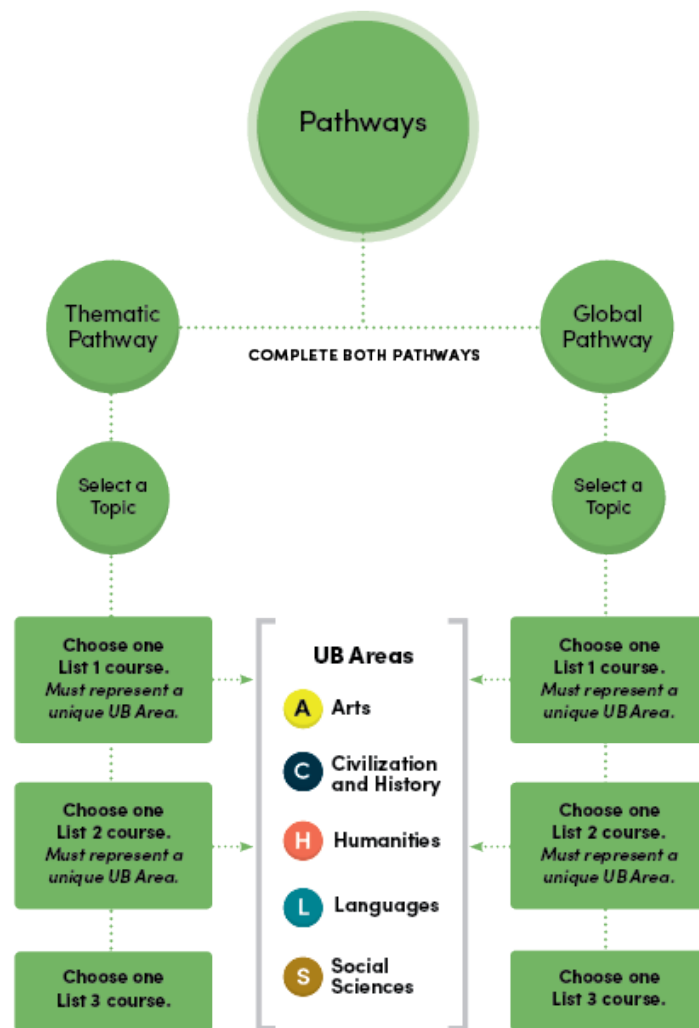 Pathways
Thematic
Pathway
Global
Pathway
COMPLETE BOTH PATHWAYS
Select a
Topic
Select a
Topic
Choose one
List 1 course.
Must represent a
unique UB Area.
Choose one
List 2 course.
Must represent a
unique UB Area.
Choose one
List 3 course.
UB Areas
A Arts
C Civilization
and History
H Humanities
L Languages
S Social
Sciences
Choose one
List 1 course.
Must represent a
unique UB Area.
Choose one
List 2 course.
Must represent a
unique UB Area.
Choose one
List 3 course.